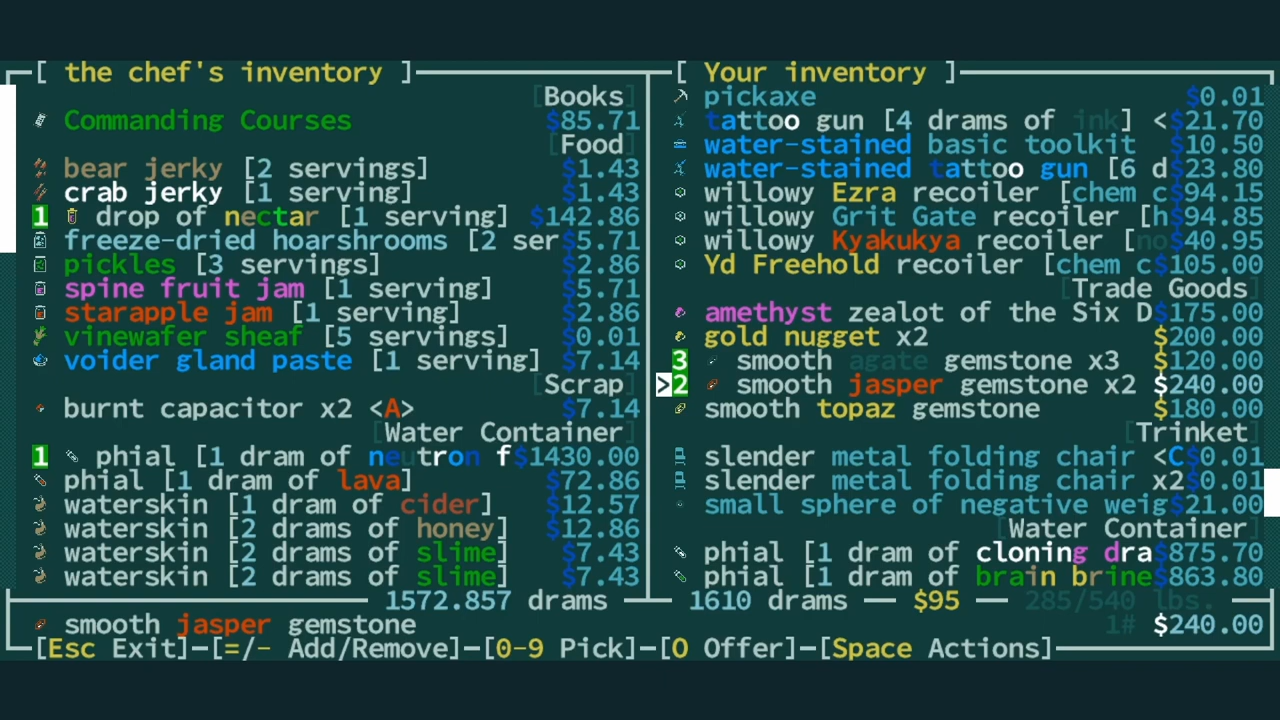 [ the chef's inventory ]
[Books]
Commanding Courses $85.71
[Food]
bear jerky [2 servings] $1.43
crab jerky [1 serving] $1.43
1 drop of nectar [1 serving] $142.86
freeze-dried hoarshrooms [2 ser$5.71
pickles [3 servings] $2.86
spine fruit jam [1 serving] $5.71
starapple jam [1 serving] $2.86
vinewafer sheaf [5 servings] $0.01
voider gland paste [1 serving] $7.14
[Scrap]
burnt capacitor x2 <A> $7.14
[Water Container]
1 phial [1 dram of neutron f$1430.00
phial [1 dram of lava] $72.86
waterskin [1 dram of cider] $12.57
waterskin [2 drams of honey] $12.86
waterskin [2 drams of slime] $7.43
waterskin [2 drams of slime] $7.43
1572.857 drams
[ Your inventory ]
pickaxe $0.01
tattoo gun [4 drams of ink] <$21.70
water-stained basic toolkit $10.50
water-stained tattoo gun [6 d$23.80
willowy Ezra recoiler [chem c$94.15
willowy Grit Gate recoiler [h$94.85
willowy Kyakukya recoiler [no$40.95
Yd Freehold recoiler [chem c$105.00
[Trade Goods]
amethyst zealot of the Six D$175.00
gold nugget x2 $200.00
3 smooth agate gemstone x3 $120.00
>2 smooth jasper gemstone x2 $240.00
smooth topaz gemstone $180.00
[Trinket]
slender metal folding chair <C$0.01
slender metal folding chair x2$0.01
small sphere of negative weig$21.00
[Water Container]
phial [1 dram of cloning dra$875.70
phial [1 dram of brain brine$863.80
1610 drams — $95 — 285/540 lbs.
smooth jasper gemstone 1# $240.00
[Esc Exit]—[=/- Add/Remove]—[0-9 Pick]—[O Offer]—[Space Actions]